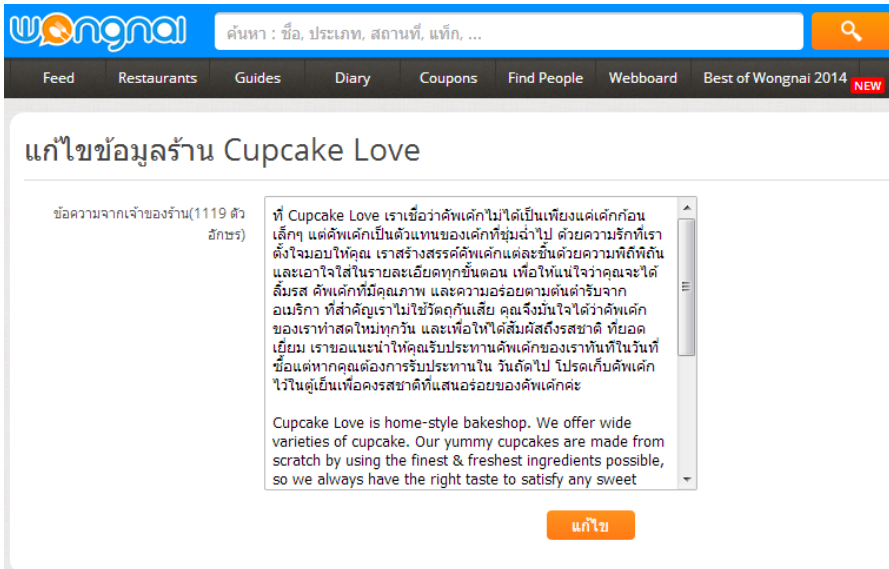 wongnai
ค้นหา : ชื่อ, ประเภท, สถานที่, แท็ก, ...
Feed Restaurants Guides Diary Coupons Find People Webboard Best of Wongnai 2014 NEW
แก้ไขข้อมูลร้าน Cupcake Love
ข้อความจากเจ้าของร้าน(1119 ตัว
อักษร)
ที่ Cupcake Love เราเชื่อว่าคัพเค้กไม่ได้เป็นเพียงแค่เค้กก้อน
เล็กๆ แต่คัพเค้กเป็นตัวแทนของเค้กที่ชุ่มฉ่ำไป ด้วยความรักที่เรา
ตั้งใจมอบให้คุณ เราสร้างสรรค์คัพเค้กแต่ละชิ้นด้วยความพิถีพิถัน
และเอาใจใส่ในรายละเอียดทุกขั้นตอน เพื่อให้แน่ใจว่าคุณจะได้
ลิ้มรส คัพเค้กที่มีคุณภาพ และความอร่อยตามต้นตำรับจาก
อเมริกา ที่สำคัญเราไม่ใช้วัตถุกันเสีย คุณจึงมั่นใจได้ว่าคัพเค้ก
ของเราทำสดใหม่ทุกวัน และเพื่อให้ได้สัมผัสถึงรสชาติ ที่ยอด
เยี่ยม เราขอแนะนำให้คุณรับประทานคัพเค้กของเราทันทีในวันที่
ซื้อแต่หากคุณต้องการรับประทานใน วันถัดไป โปรดเก็บคัพเค้ก
ไว้ในตู้เย็นเพื่อคงรสชาติที่แสนอร่อยของคัพเค้กค่ะ
Cupcake Love is home-style bakeshop. We offer wide
varieties of cupcake. Our yummy cupcakes are made from
scratch by using the finest & freshest ingredients possible,
so we always have the right taste to satisfy any sweet
แก้ไข